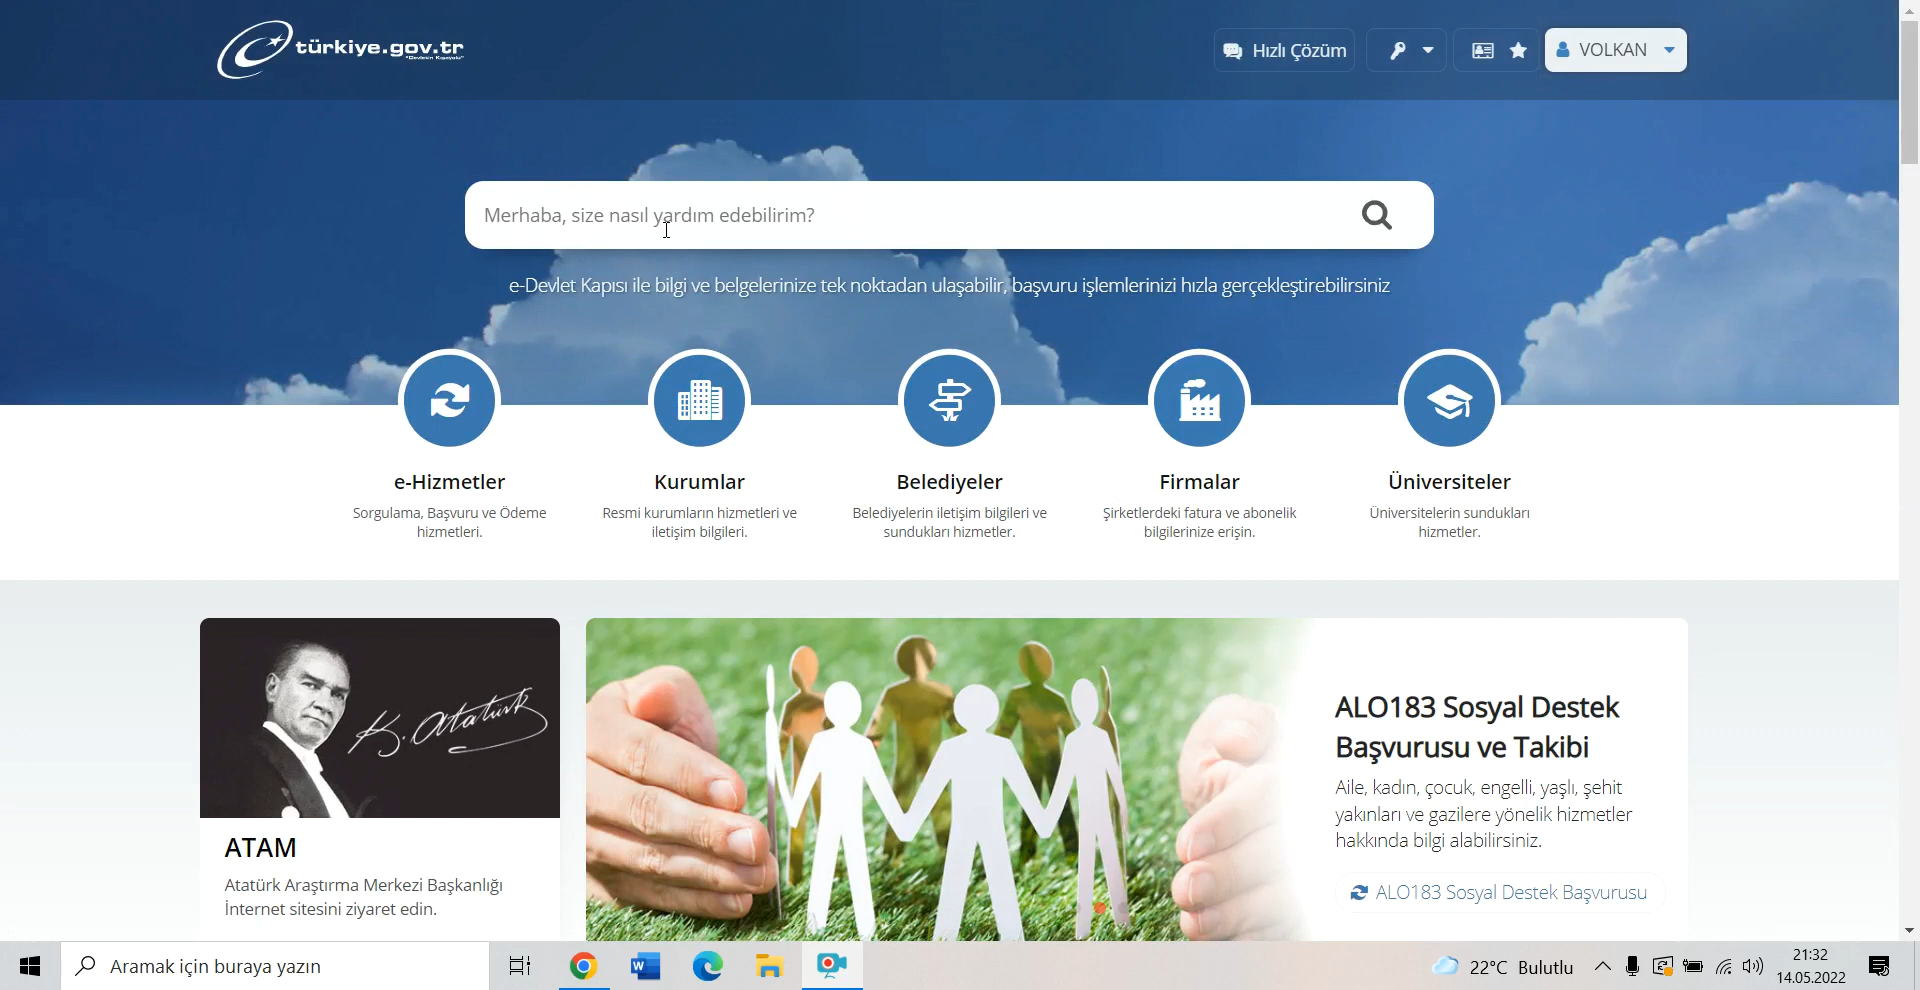 türkiye.gov.tr
Hızlı Çözüm
VOLKAN
Merhaba, size nasıl yardım edebilirim?
e-Devlet Kapısı ile bilgi ve belgelerinize tek noktadan ulaşabilir, başvuru işlemlerinizi hızla gerçekleştirebilirsiniz
e-Hizmetler
Sorgulama, Başvuru ve Ödeme
hizmetleri.
Kurumlar
Resmi kurumların hizmetleri ve
iletişim bilgileri.
Belediyeler
Belediyelerin iletişim bilgileri ve
sundukları hizmetler.
Firmalar
Şirketlerdeki fatura ve abonelik
bilgilerinize erişin.
Üniversiteler
Üniversitelerin sundukları
hizmetler.
K. Atatürk
ATAM
Atatürk Araştırma Merkezi Başkanlığı
İnternet sitesini ziyaret edin.
ALO183 Sosyal Destek
Başvurusu ve Takibi
Aile, kadın, çocuk, engelli, yaşlı, şehit
yakınları ve gazilere yönelik hizmetler
hakkında bilgi alabilirsiniz.
ALO183 Sosyal Destek Başvurusu
Aramak için buraya yazın
22°C Bulutlu
21:32
14.05.2022